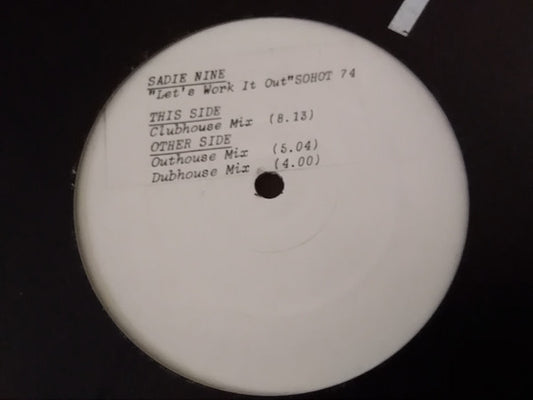 SADIE NINE
"Let's Work It Out"SOHOT 74
THIS SIDE
Clubhouse Mix (8.13)
OTHER SIDE
Outhouse Mix (5.04)
Dubhouse Mix (4.00)